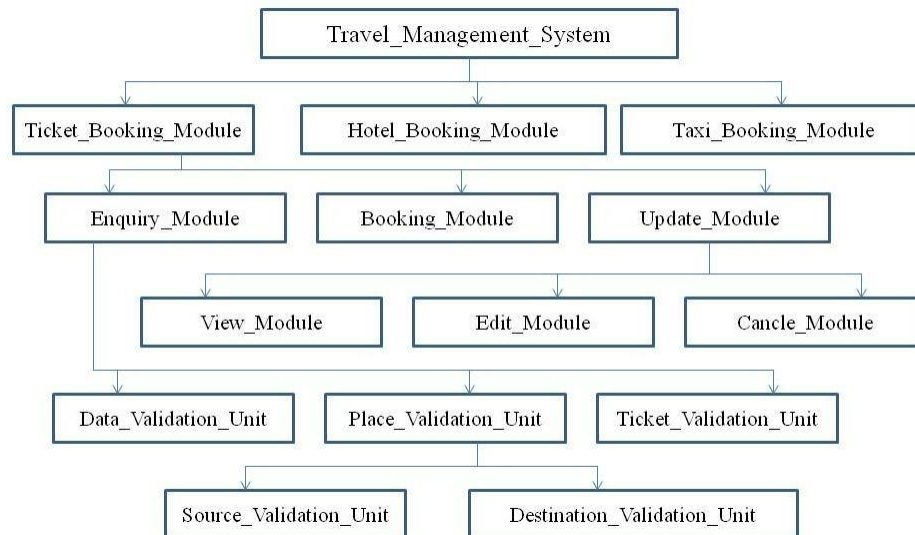 Travel_Management_System
Ticket_Booking_Module
Hotel_Booking_Module
Taxi_Booking_Module
Enquiry_Module
Booking_Module
Update_Module
View_Module
Edit_Module
Cancle_Module
Data_Validation_Unit
Place_Validation_Unit
Ticket_Validation_Unit
Source_Validation_Unit
Destination_Validation_Unit